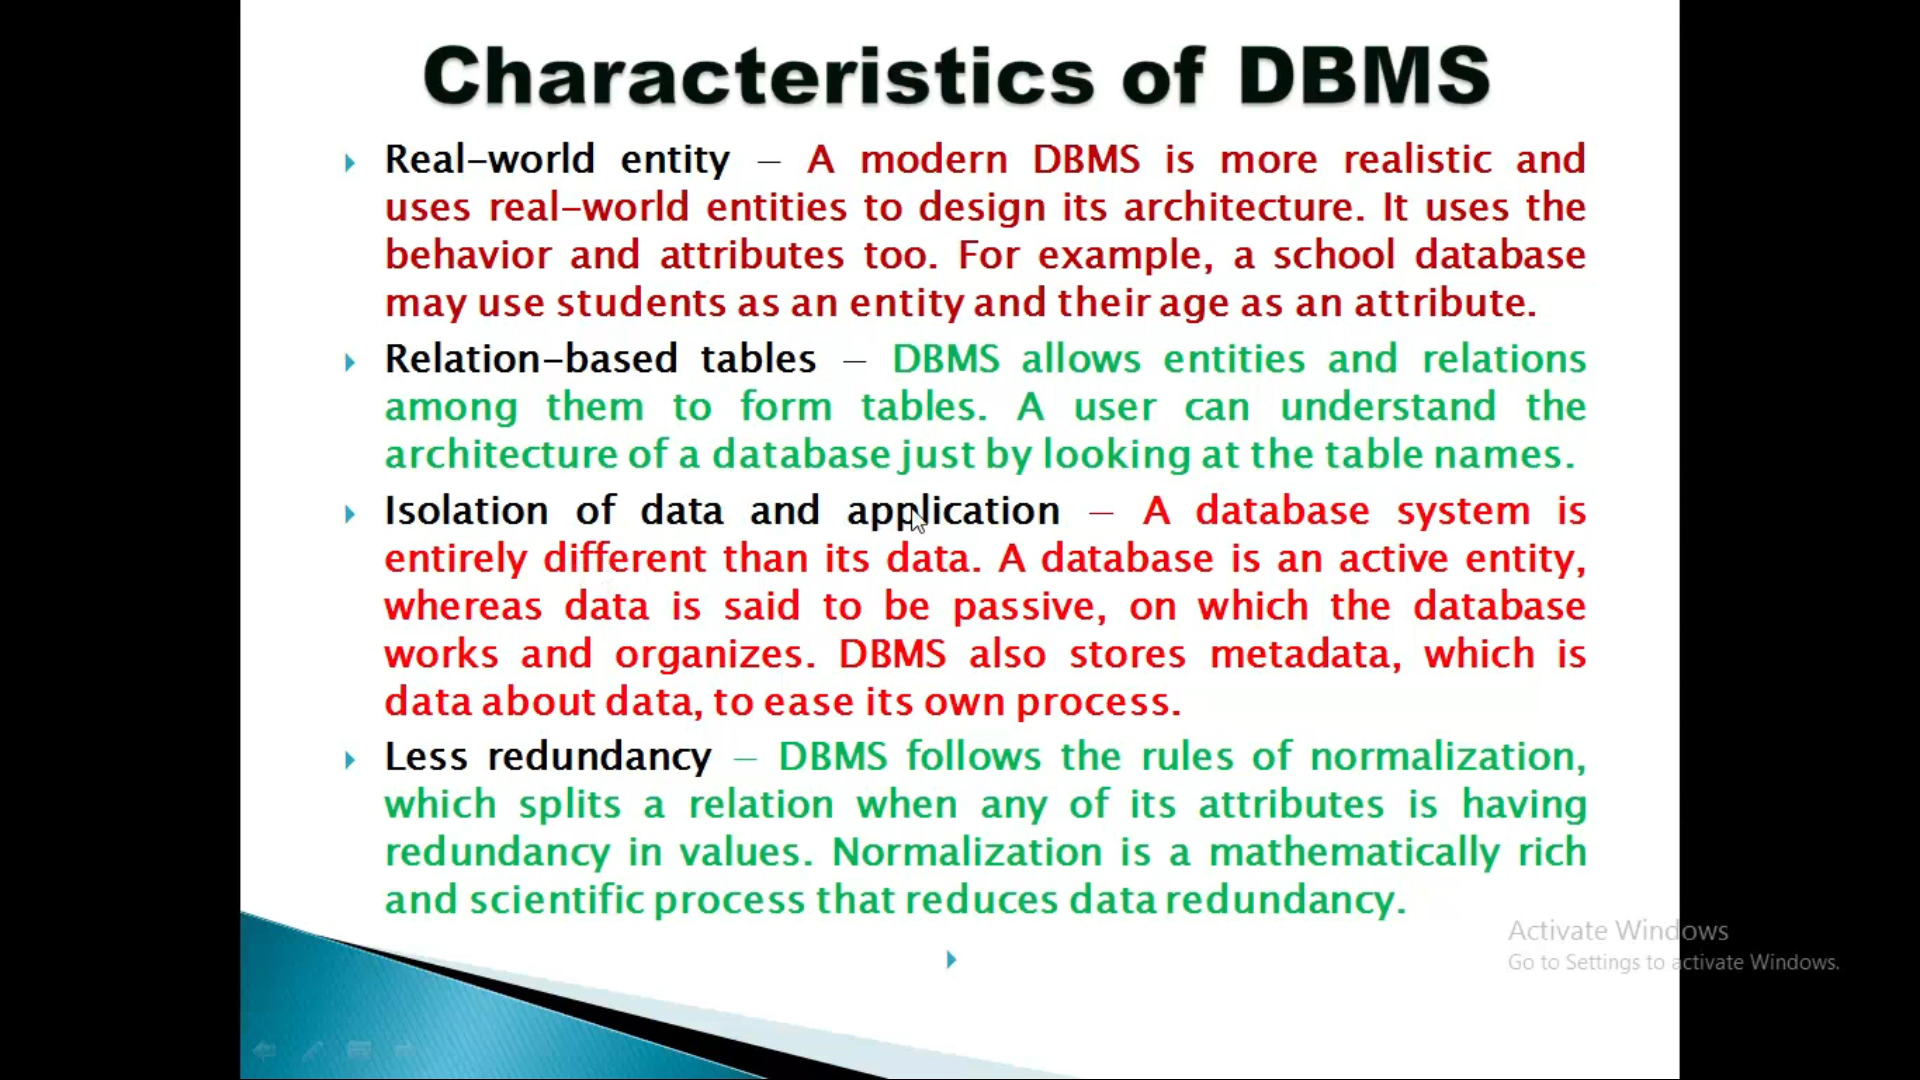 Characteristics of DBMS
Real-world entity – A modern DBMS is more realistic and
uses real-world entities to design its architecture. It uses the
behavior and attributes too. For example, a school database
may use students as an entity and their age as an attribute.
Relation-based tables – DBMS allows entities and relations
among them to form tables. A user can understand the
architecture of a database just by looking at the table names.
Isolation of data and application – A database system is
entirely different than its data. A database is an active entity,
whereas data is said to be passive, on which the database
works and organizes. DBMS also stores metadata, which is
data about data, to ease its own process.
Less redundancy – DBMS follows the rules of normalization,
which splits a relation when any of its attributes is having
redundancy in values. Normalization is a mathematically rich
and scientific process that reduces data redundancy.
Activate Windows
Go to Settings to activate Windows.